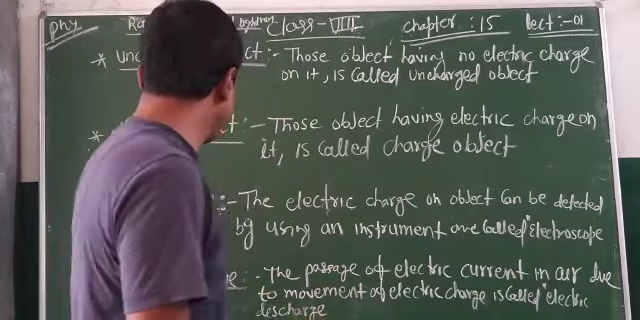 phy Class - VIII chapter : 15 lect :- 01
* unc ct :- Those object having no electric charge
on it, is called uncharged object
* ct :- Those object having electric charge on
it, is called charge object
:- The electric charge on object can be detected
by using an instrument are called "Electroscope
e :- The passage of electric current in air due
to movement of electric charge is called "electric
discharge